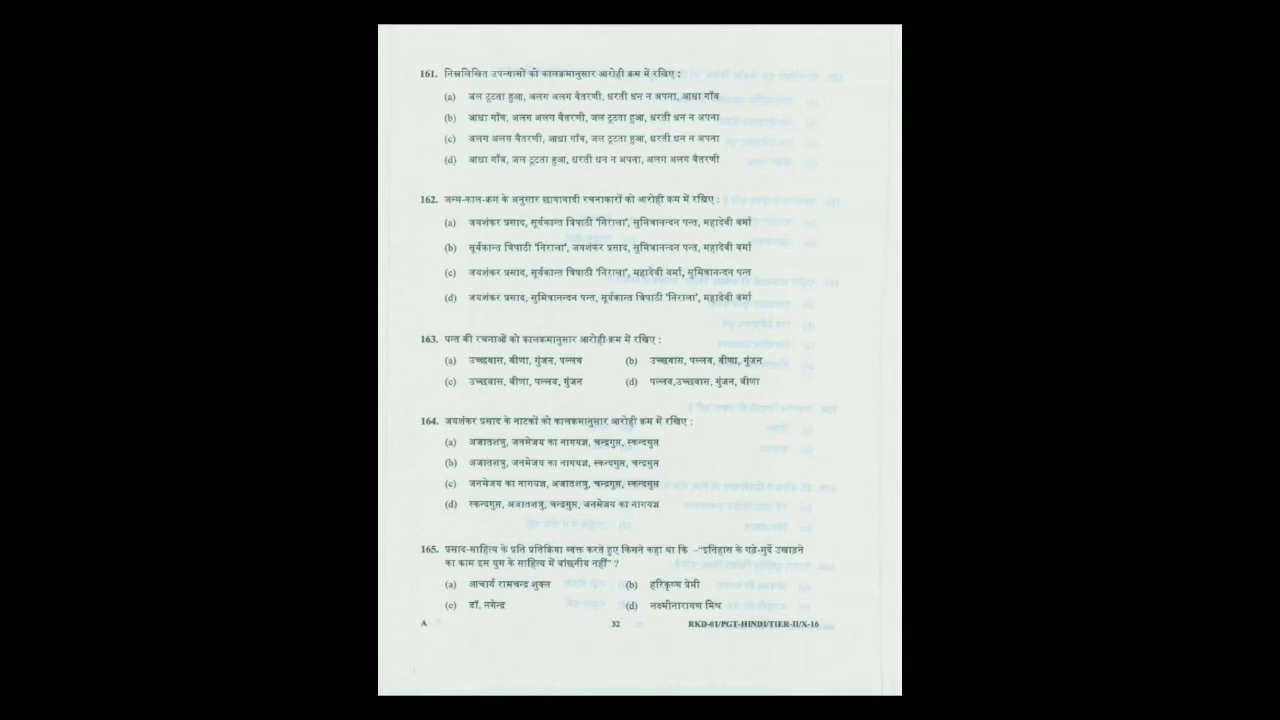 161. निम्नलिखित उपन्यासों को कालक्रमानुसार आरोही क्रम में रखिए :
(a) जल टूटता हुआ, अलग अलग वैतरणी, धरती धन न अपना, आधा गाँव
(b) आधा गाँव, अलग अलग वैतरणी, जल टूटता हुआ, धरती धन न अपना
(c) अलग अलग वैतरणी, आधा गाँव, जल टूटता हुआ, धरती धन न अपना
(d) आधा गाँव, जल टूटता हुआ, धरती धन न अपना, अलग अलग वैतरणी
162. जन्म-काल-क्रम के अनुसार छायावादी रचनाकारों को आरोही क्रम में रखिए :
(a) जयशंकर प्रसाद, सूर्यकान्त त्रिपाठी 'निराला', सुमित्रानन्दन पन्त, महादेवी वर्मा
(b) सूर्यकान्त त्रिपाठी 'निराला', जयशंकर प्रसाद, सुमित्रानन्दन पन्त, महादेवी वर्मा
(c) जयशंकर प्रसाद, सूर्यकान्त त्रिपाठी 'निराला', महादेवी वर्मा, सुमित्रानन्दन पन्त
(d) जयशंकर प्रसाद, सुमित्रानन्दन पन्त, सूर्यकान्त त्रिपाठी 'निराला', महादेवी वर्मा
163. पन्त की रचनाओं को कालक्रमानुसार आरोही क्रम में रखिए :
(a) उच्छवास, वीणा, गुंजन, पल्लव (b) उच्छवास, पल्लव, वीणा, गुंजन
(c) उच्छवास, वीणा, पल्लव, गुंजन (d) पल्लव,उच्छवास, गुंजन, वीणा
164. जयशंकर प्रसाद के नाटकों को कालक्रमानुसार आरोही क्रम में रखिए :
(a) अजातशत्रु, जनमेजय का नागयज्ञ, चन्द्रगुप्त, स्कन्दगुप्त
(b) अजातशत्रु, जनमेजय का नागयज्ञ, स्कन्दगुप्त, चन्द्रगुप्त
(c) जनमेजय का नागयज्ञ, अजातशत्रु, चन्द्रगुप्त, स्कन्दगुप्त
(d) स्कन्दगुप्त, अजातशत्रु, चन्द्रगुप्त, जनमेजय का नागयज्ञ
165. प्रसाद-साहित्य के प्रति प्रतिक्रिया व्यक्त करते हुए किसने कहा था कि –"इतिहास के गड़े-मुर्दे उखाड़ने
का काम इस युग के साहित्य में वांछनीय नहीं" ?
(a) आचार्य रामचन्द्र शुक्ल (b) हरिकृष्ण प्रेमी
(c) डॉ. नगेन्द्र (d) लक्ष्मीनारायण मिश्र
A 32 RKD-01/PGT-HINDI/TIER-II/X-16